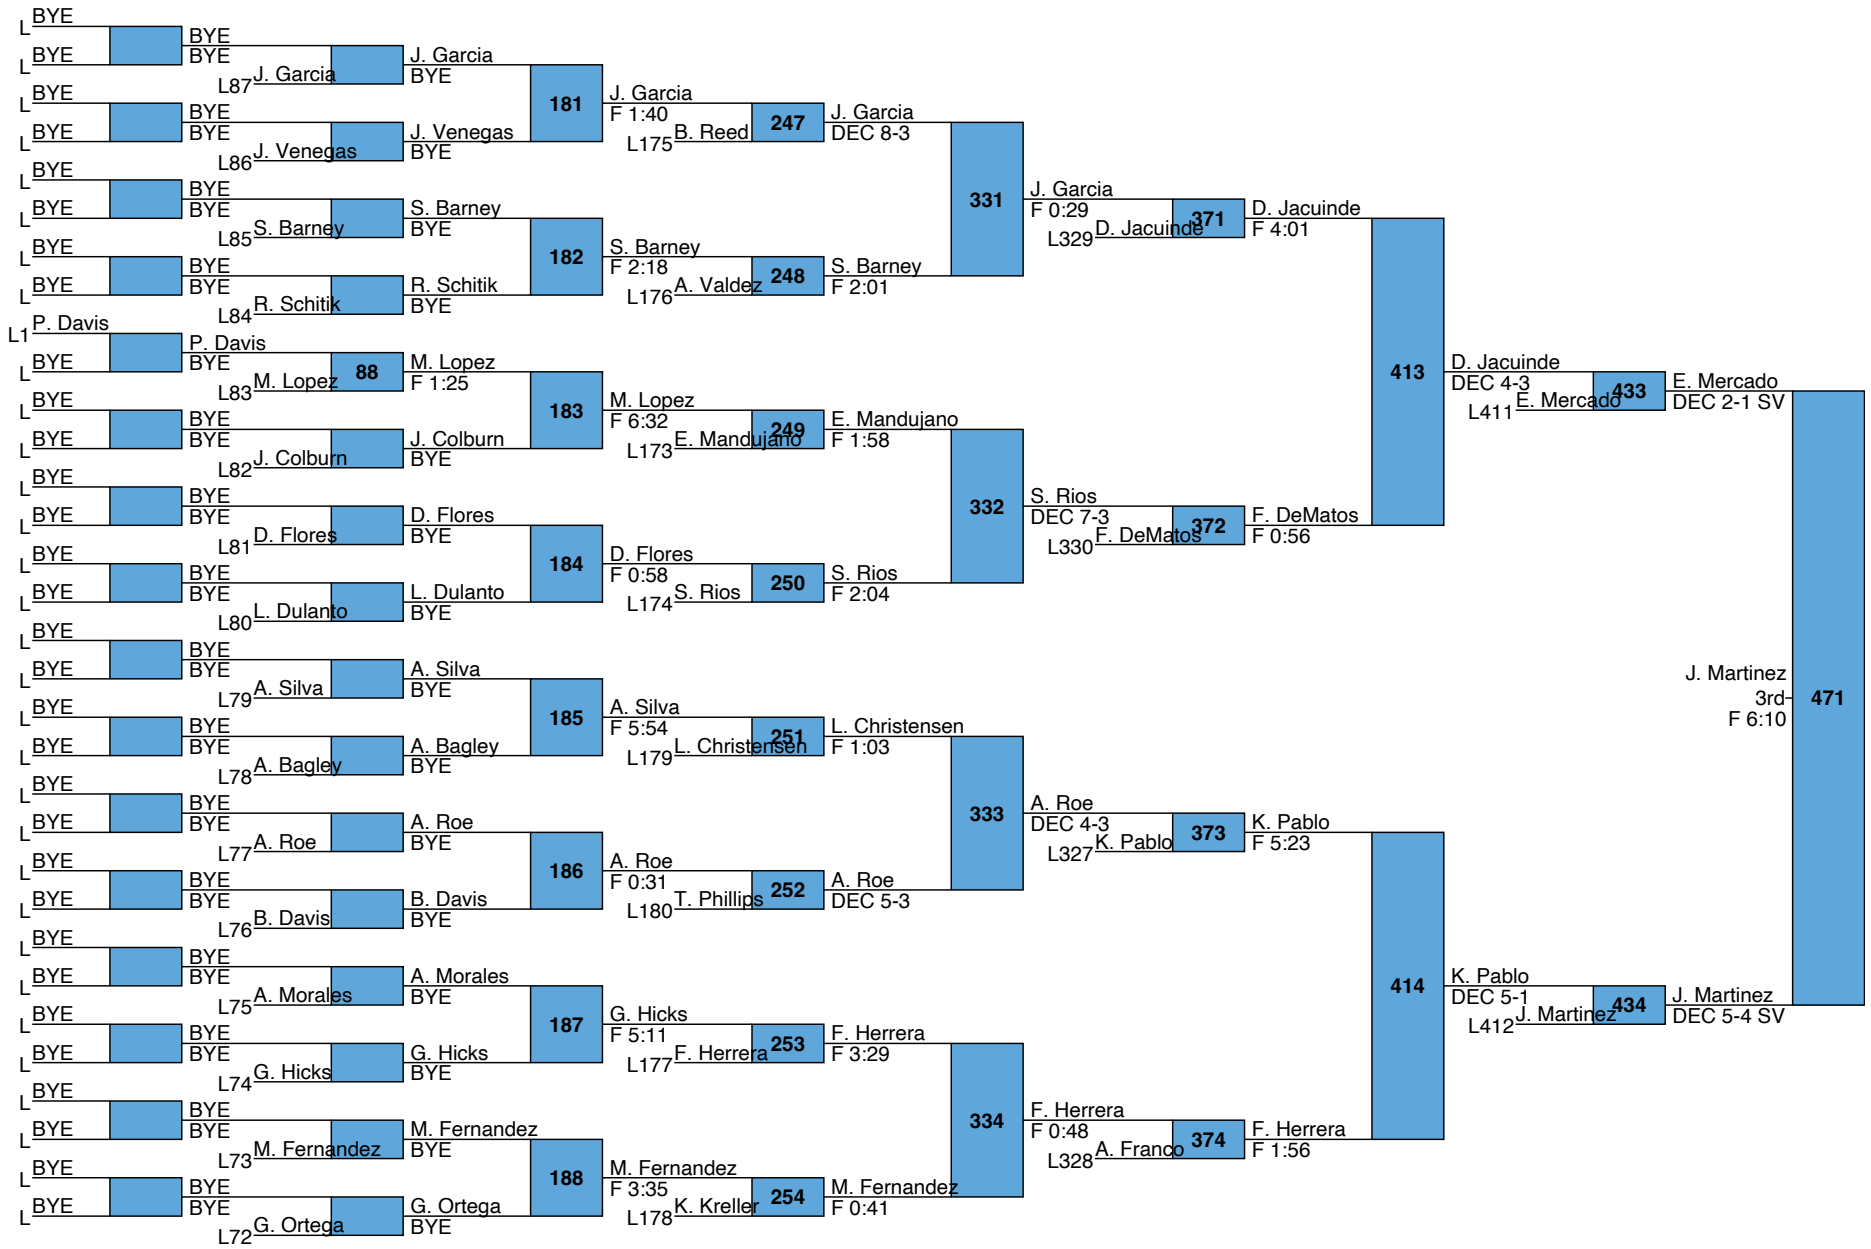 BYE
L
BYE
L
BYE
L
BYE
L
BYE
L
BYE
L
BYE
L
BYE
L
P. Davis
L1
BYE
L
BYE
L
BYE
L
BYE
L
BYE
L
BYE
L
BYE
L
BYE
L
BYE
L
BYE
L
BYE
L
BYE
L
BYE
L
BYE
L
BYE
L
BYE
L
BYE
L
BYE
L
BYE
L
BYE
L
BYE
L
BYE
L
BYE
L
BYE
BYE
L87 J. Garcia
BYE
BYE
L86 J. Venegas
BYE
BYE
L85 S. Barney
BYE
BYE
L84 R. Schitik
P. Davis
BYE
L83 M. Lopez
88
BYE
BYE
L82 J. Colburn
BYE
BYE
L81 D. Flores
BYE
BYE
L80 L. Dulanto
BYE
BYE
L79 A. Silva
BYE
BYE
L78 A. Bagley
BYE
BYE
L77 A. Roe
BYE
BYE
L76 B. Davis
BYE
BYE
L75 A. Morales
BYE
BYE
L74 G. Hicks
BYE
BYE
L73 M. Fernandez
BYE
BYE
L72 G. Ortega
J. Garcia
BYE
181
J. Venegas
BYE
S. Barney
BYE
182
R. Schitik
BYE
M. Lopez
F 1:25
183
J. Colburn
BYE
D. Flores
BYE
184
L. Dulanto
BYE
A. Silva
BYE
185
A. Bagley
BYE
A. Roe
BYE
186
B. Davis
BYE
A. Morales
BYE
187
G. Hicks
BYE
M. Fernandez
BYE
188
G. Ortega
BYE
J. Garcia
F 1:40
L175 B. Reed
247
S. Barney
F 2:18
L176 A. Valdez
248
M. Lopez
F 6:32
L173 E. Mandujano
249
D. Flores
F 0:58
L174 S. Rios
250
A. Silva
F 5:54
L179 L. Christensen
251
A. Roe
F 0:31
L180 T. Phillips
252
G. Hicks
F 5:11
L177 F. Herrera
253
M. Fernandez
F 3:35
L178 K. Kreller
254
J. Garcia
DEC 8-3
331
S. Barney
F 2:01
E. Mandujano
F 1:58
332
S. Rios
F 2:04
L. Christensen
F 1:03
333
A. Roe
DEC 5-3
F. Herrera
F 3:29
334
M. Fernandez
F 0:41
J. Garcia
F 0:29
L329 D. Jacuinde
371
S. Rios
DEC 7-3
L330 F. DeMatos
372
A. Roe
DEC 4-3
L327 K. Pablo
373
F. Herrera
F 0:48
L328 A. Franco
374
D. Jacuinde
F 4:01
413
F. DeMatos
F 0:56
K. Pablo
F 5:23
414
F. Herrera
F 1:56
D. Jacuinde
DEC 4-3
L411 E. Mercado
433
K. Pablo
DEC 5-1
L412 J. Martinez
434
E. Mercado
DEC 2-1 SV
J. Martinez
3rd
F 6:10
471
J. Martinez
DEC 5-4 SV